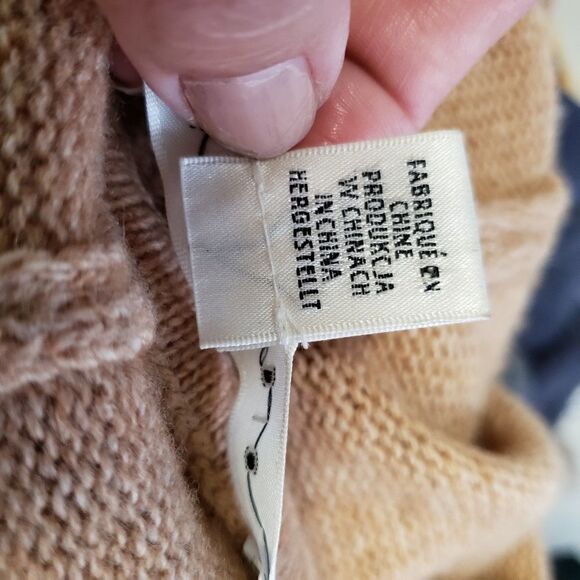 FABRIQUÉ EN
CHINE
PRODUKCJA
W CHINACH
IN CHINA
HERGESTELLT